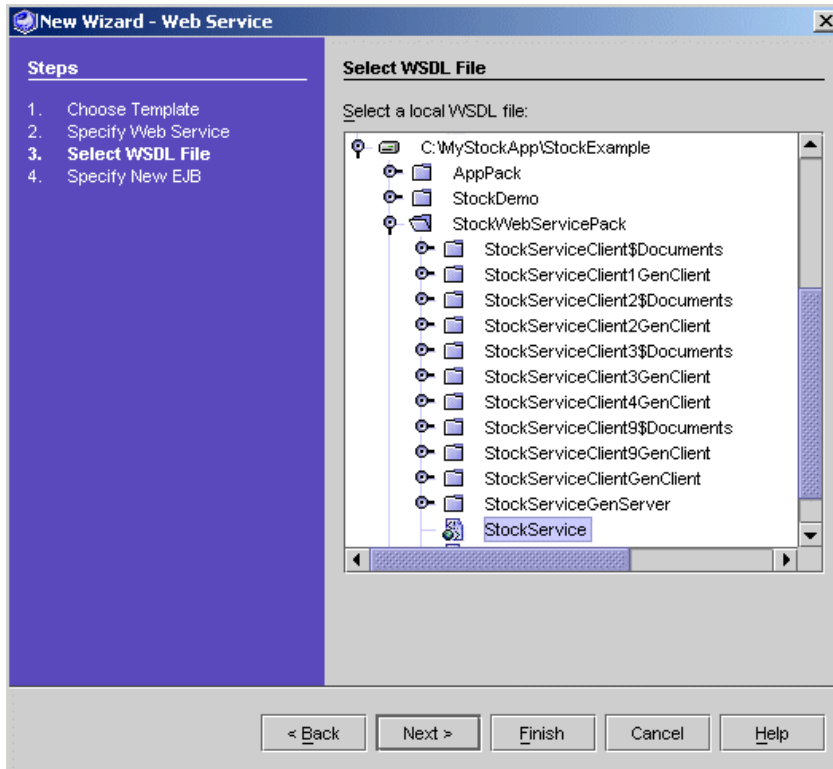 New Wizard - Web Service
Steps
1. Choose Template
2. Specify Web Service
3. Select WSDL File
4. Specify New EJB
Select WSDL File
Select a local WSDL file:
C:\MyStockApp\StockExample
AppPack
StockDemo
StockWebServicePack
StockServiceClient$Documents
StockServiceClient1GenClient
StockServiceClient2$Documents
StockServiceClient2GenClient
StockServiceClient3$Documents
StockServiceClient3GenClient
StockServiceClient4GenClient
StockServiceClient9$Documents
StockServiceClient9GenClient
StockServiceClientGenClient
StockServiceGenServer
StockService
< Back Next > Finish Cancel Help